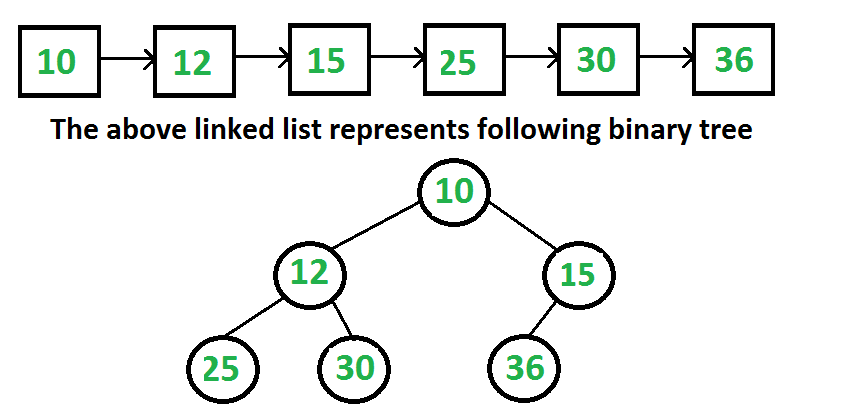 10 12 15 25 30 36
The above linked list represents following binary tree
10
12 15
25 30 36